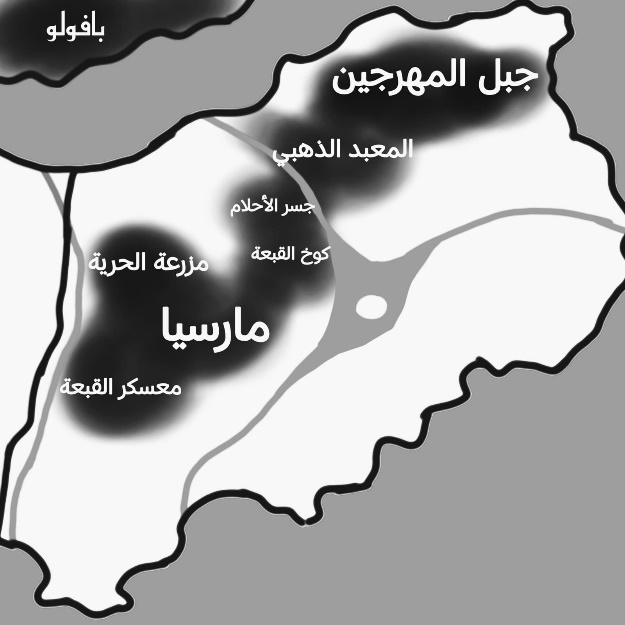 بافولو
جبل المهرجين
المعبد الذهبي
جسر الأحلام
كوخ القبعة
مزرعة الحرية
مارسيا
معسكر القبعة